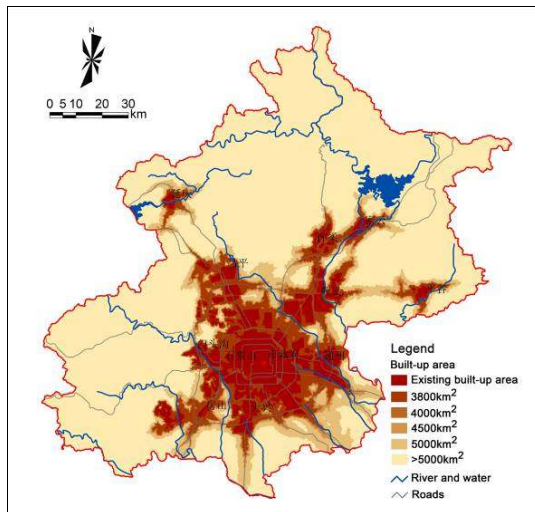 N
0 5 10 20 30
km
Legend
Built-up area
Existing built-up area
3800km²
4000km²
4500km²
5000km²
>5000km²
River and water
Roads